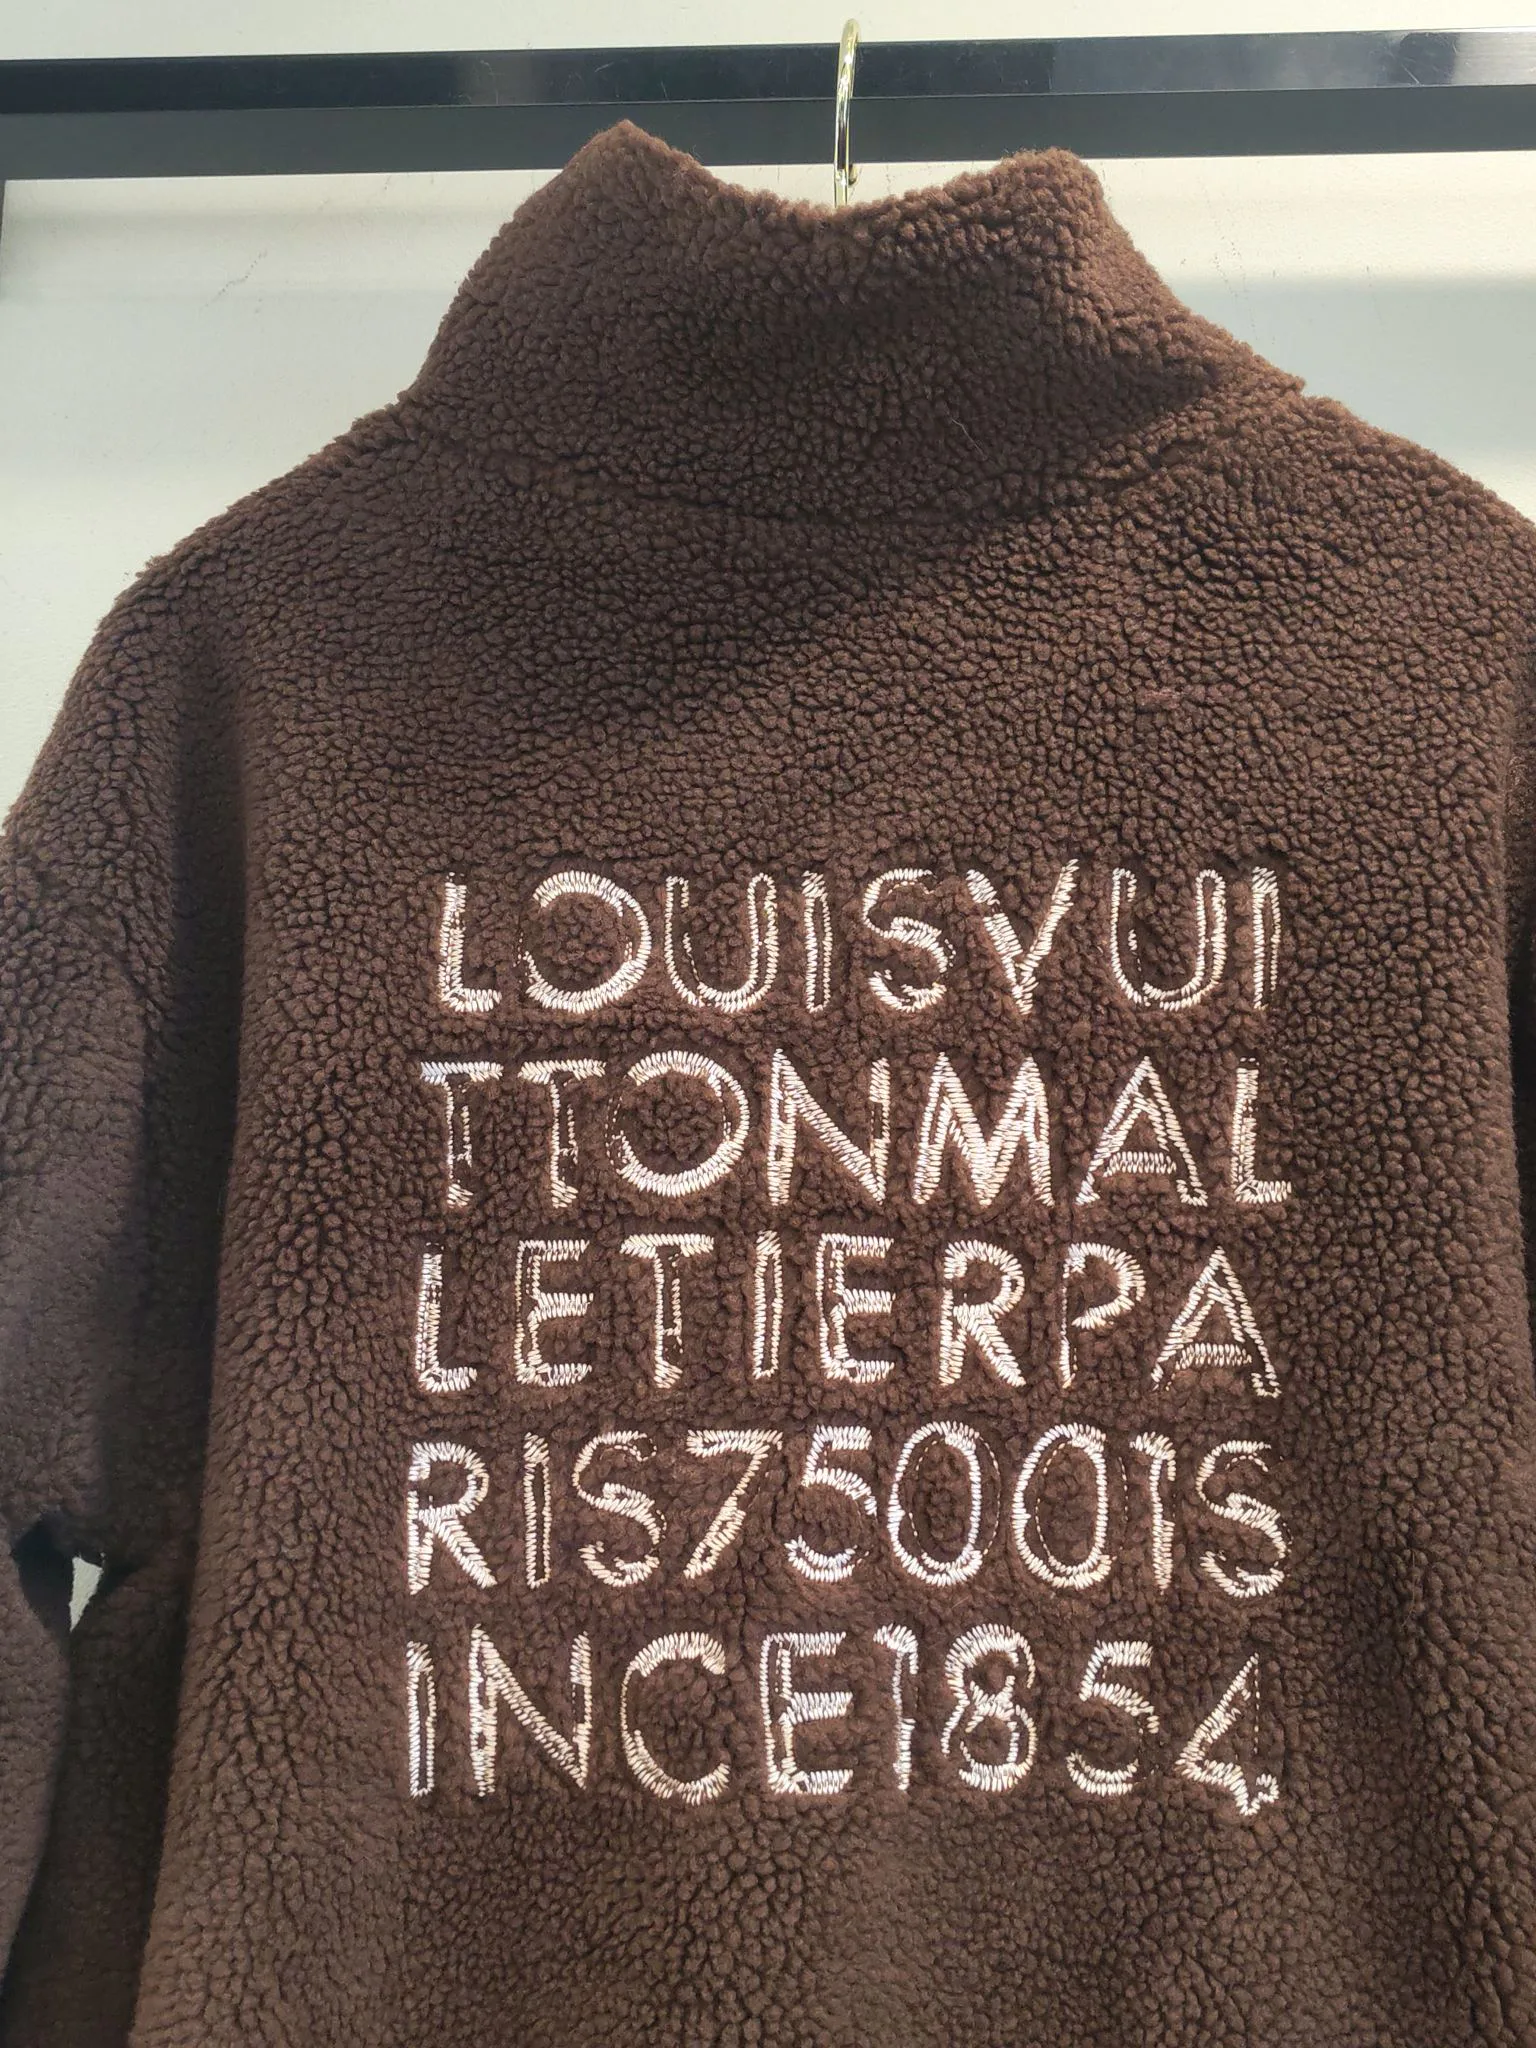 LOUISVUI
TTONMAL
LETIERPA
RIS75001S
INCE1854